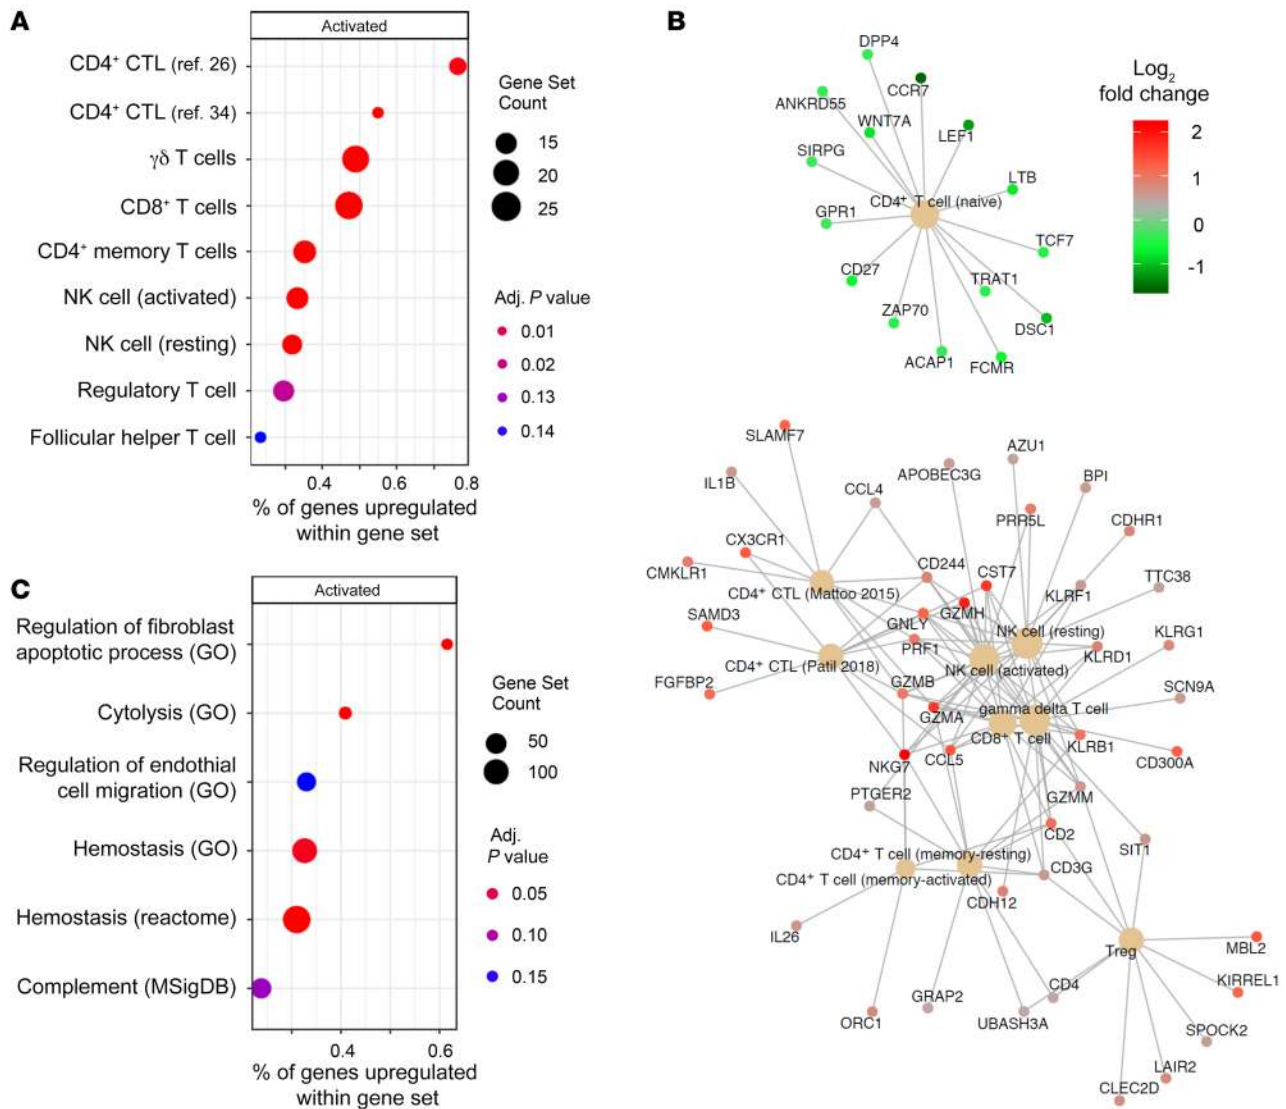 A
Activated
CD4⁺ CTL (ref. 26)
CD4⁺ CTL (ref. 34)
γδ T cells
CD8⁺ T cells
CD4⁺ memory T cells
NK cell (activated)
NK cell (resting)
Regulatory T cell
Follicular helper T cell
0.4
0.6
0.8
% of genes upregulated
within gene set
Gene Set
Count
15
20
25
Adj. P value
0.01
0.02
0.13
0.14
B
DPP4
CCR7
ANKRD55
WNT7A
LEF1
SIRPG
LTB
CD4⁺ T cell (naive)
GPR1
TCF7
CD27
TRAT1
ZAP70
DSC1
ACAP1
FCMR
Log₂
fold change
2
1
0
-1
SLAMF7
AZU1
IL1B
APOBEC3G
BPI
CCL4
PRR5L
CDHR1
CX3CR1
CD244
CST7
CMKLR1
TTC38
CD4⁺ CTL (Mattoo 2015)
KLRF1
GZMH
SAMD3
GNLY
NK cell (resting)
KLRG1
PRF1
KLRD1
CD4⁺ CTL (Patil 2018)
NK cell (activated)
FGFBP2
GZMB
SCN9A
GZMA
gamma delta T cell
CD8⁺ T cell
KLRB1
NKG7
CCL5
CD300A
PTGER2
GZMM
CD2
SIT1
CD4⁺ T cell (memory-resting)
CD3G
CD4⁺ T cell (memory-activated)
CDH12
IL26
Treg
MBL2
CD4
KIRREL1
GRAP2
ORC1
UBASH3A
SPOCK2
LAIR2
CLEC2D
C
Activated
Regulation of fibroblast
apoptotic process (GO)
Cytolysis (GO)
Regulation of endothial
cell migration (GO)
Hemostasis (GO)
Hemostasis (reactome)
Complement (MSigDB)
0.4
0.6
% of genes upregulated
within gene set
Gene Set
Count
50
100
Adj.
P value
0.05
0.10
0.15